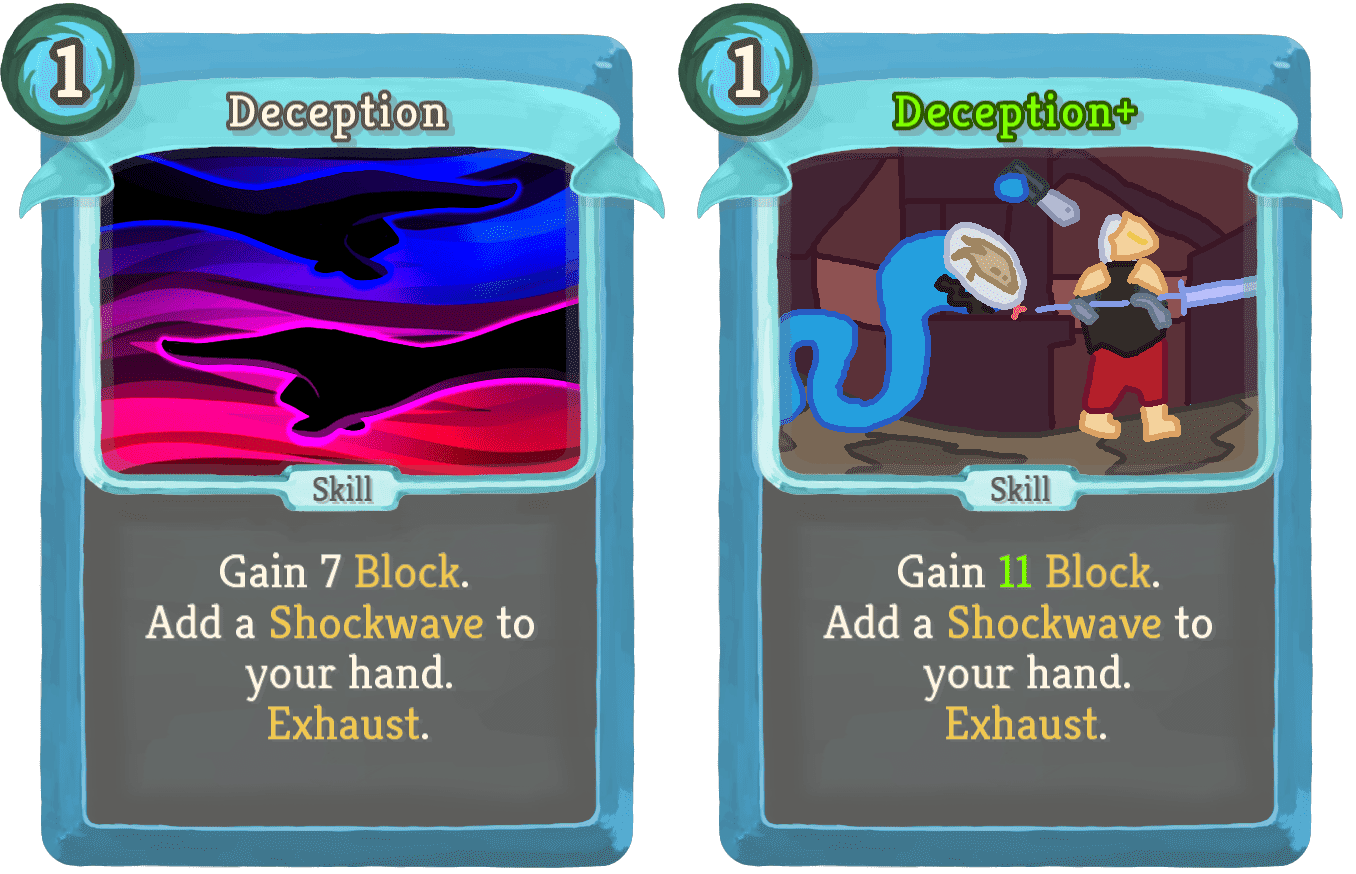 1
Deception
Skill
Gain 7 Block.
Add a Shockwave to
your hand.
Exhaust.
1
Deception+
Skill
Gain 11 Block.
Add a Shockwave to
your hand.
Exhaust.